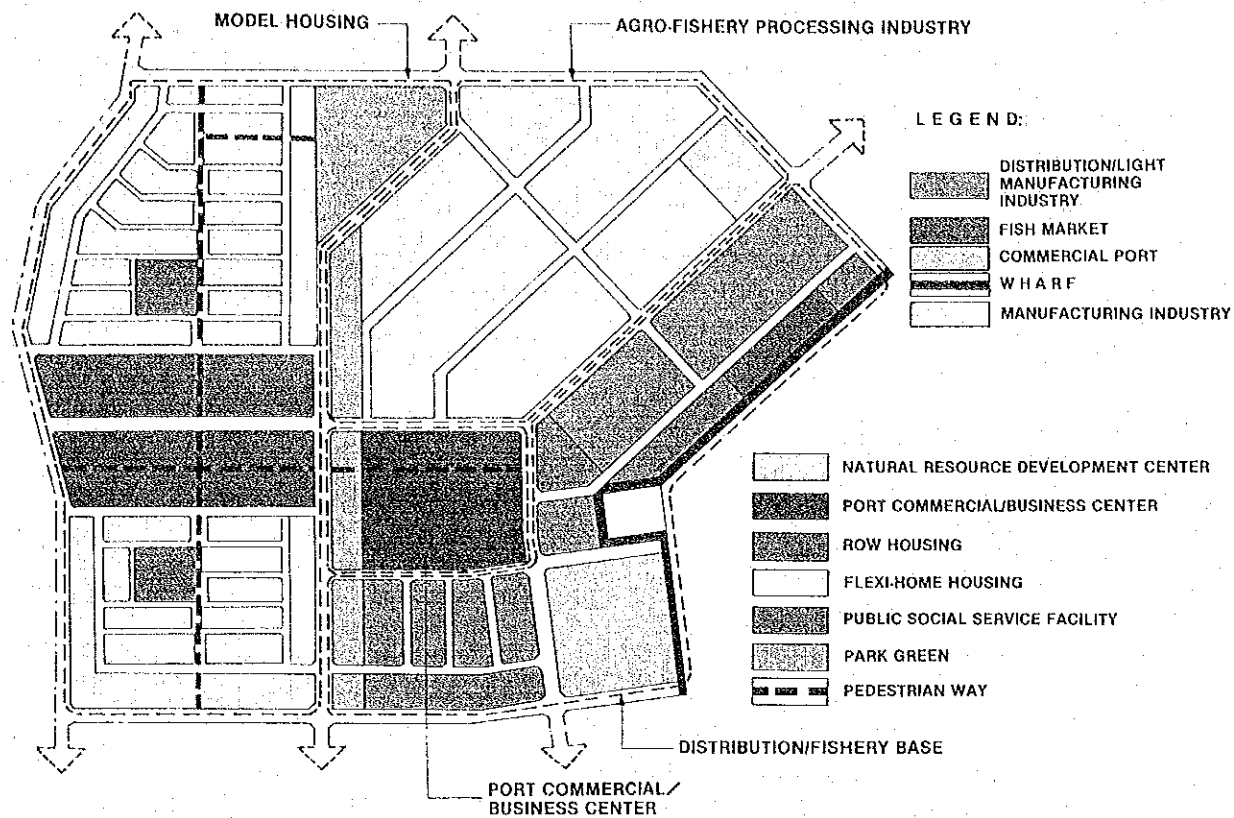 MODEL HOUSING
AGRO-FISHERY PROCESSING INDUSTRY
LEGEND:
DISTRIBUTION/LIGHT
MANUFACTURING
INDUSTRY
FISH MARKET
COMMERCIAL PORT
WHARF
MANUFACTURING INDUSTRY
NATURAL RESOURCE DEVELOPMENT CENTER
PORT COMMERCIAL/BUSINESS CENTER
ROW HOUSING
FLEXI-HOME HOUSING
PUBLIC SOCIAL SERVICE FACILITY
PARK GREEN
PEDESTRIAN WAY
DISTRIBUTION/FISHERY BASE
PORT COMMERCIAL/
BUSINESS CENTER